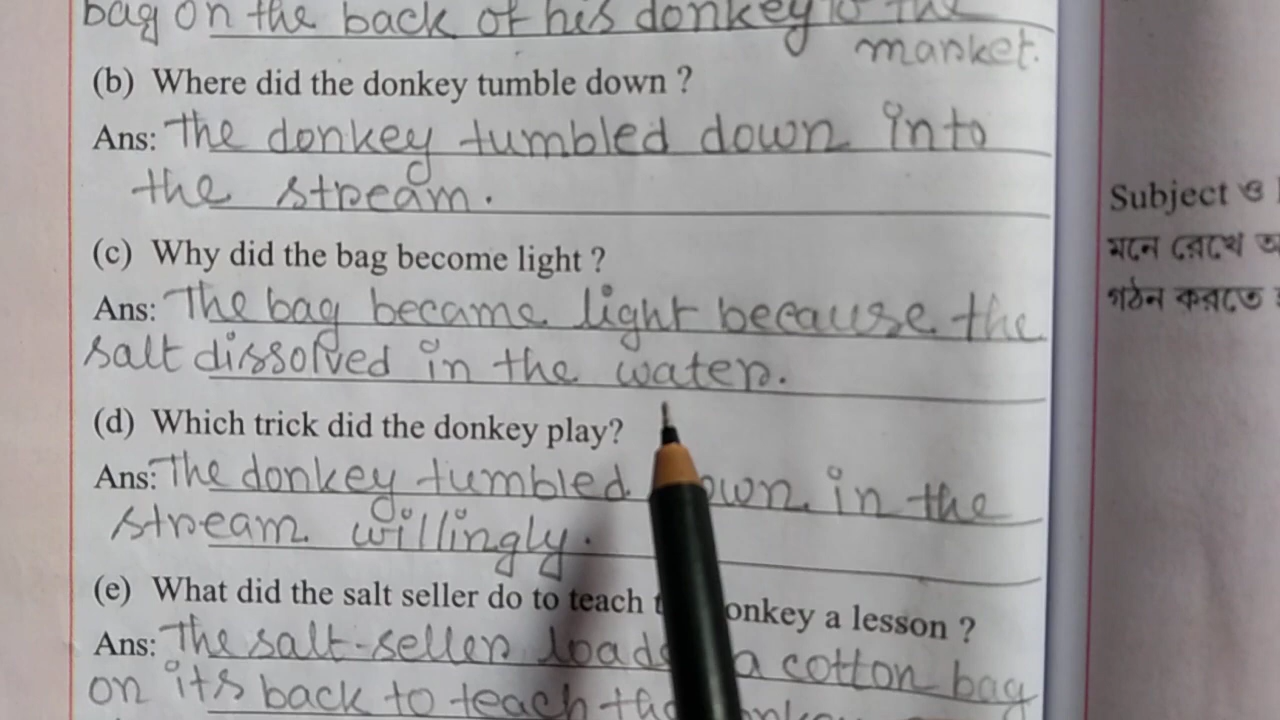 bag on the back of his donkey to the
market.
(b) Where did the donkey tumble down ?
Ans: The donkey tumbled down into
the stream.
(c) Why did the bag become light ?
Ans: The bag became light because the
salt dissolved in the water.
(d) Which trick did the donkey play?
Ans: The donkey tumbled down in the
stream willingly.
(e) What did the salt seller do to teach onkey a lesson ?
Ans: The salt-seller a cotton bag
on its back to teach
Subject ও
মনে রেখে
গঠন করতে